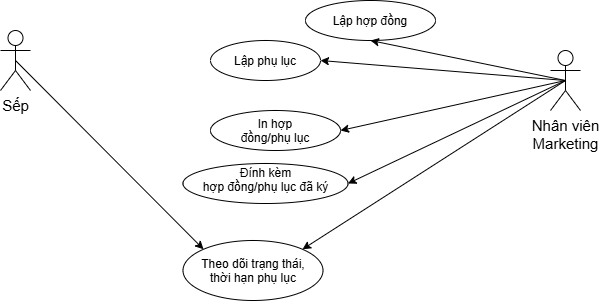 Lập hợp đồng
Lập phụ lục
Sếp
In hợp
đồng/phụ lục
Nhân viên
Marketing
Đính kèm
hợp đồng/phụ lục đã ký
Theo dõi trạng thái,
thời hạn phụ lục